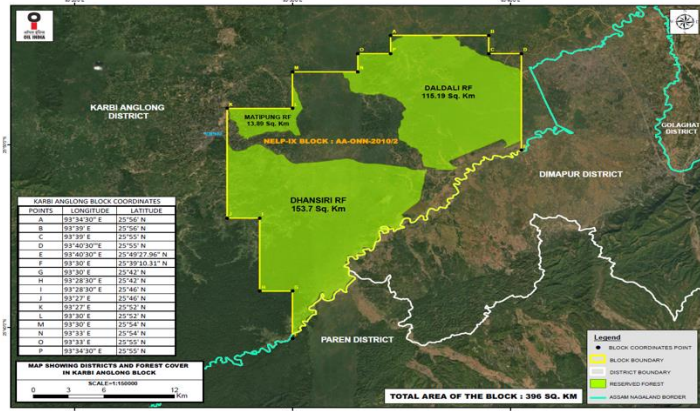 ऑयल इंडिया
OIL INDIA
KARBI ANGLONG
DISTRICT
MATIPUNG RF
13.99 Sq. Km
DALDALI RF
115.19 Sq. Km
GOLAGHAT
DISTRICT
NELP-IX BLOCK : AA-ONN-2010/2
DIMAPUR DISTRICT
DHANSIRI RF
153.7 Sq. Km
PAREN DISTRICT
KARBI ANGLONG BLOCK COORDINATES
POINTS LONGITUDE LATITUDE
A 93°34'30" E 25°56' N
B 93°39' E 25°56' N
C 93°39' E 25°55' N
D 93°40'30"E 25°55' N
E 93°40'30" E 25°49'27.96" N
F 93°30' E 25°39'10.31" N
G 93°30' E 25°42' N
H 93°28'30" E 25°42' N
I 93°28'30" E 25°46' N
J 93°27' E 25°46' N
K 93°27' E 25°52' N
L 93°30' E 25°52' N
M 93°30' E 25°54' N
N 93°33' E 25°54' N
O 93°33' E 25°55' N
P 93°34'30" E 25°55' N
MAP SHOWING DISTRICTS AND FOREST COVER
IN KARBI ANGLONG BLOCK
SCALE=1:150000
0 3 6 12
Km
TOTAL AREA OF THE BLOCK : 396 SQ. KM
Legend
BLOCK COORDINATES POINT
BLOCK BOUNDARY
DISTRICT BOUNDARY
RESERVED FOREST
ASSAM NAGALAND BORDER